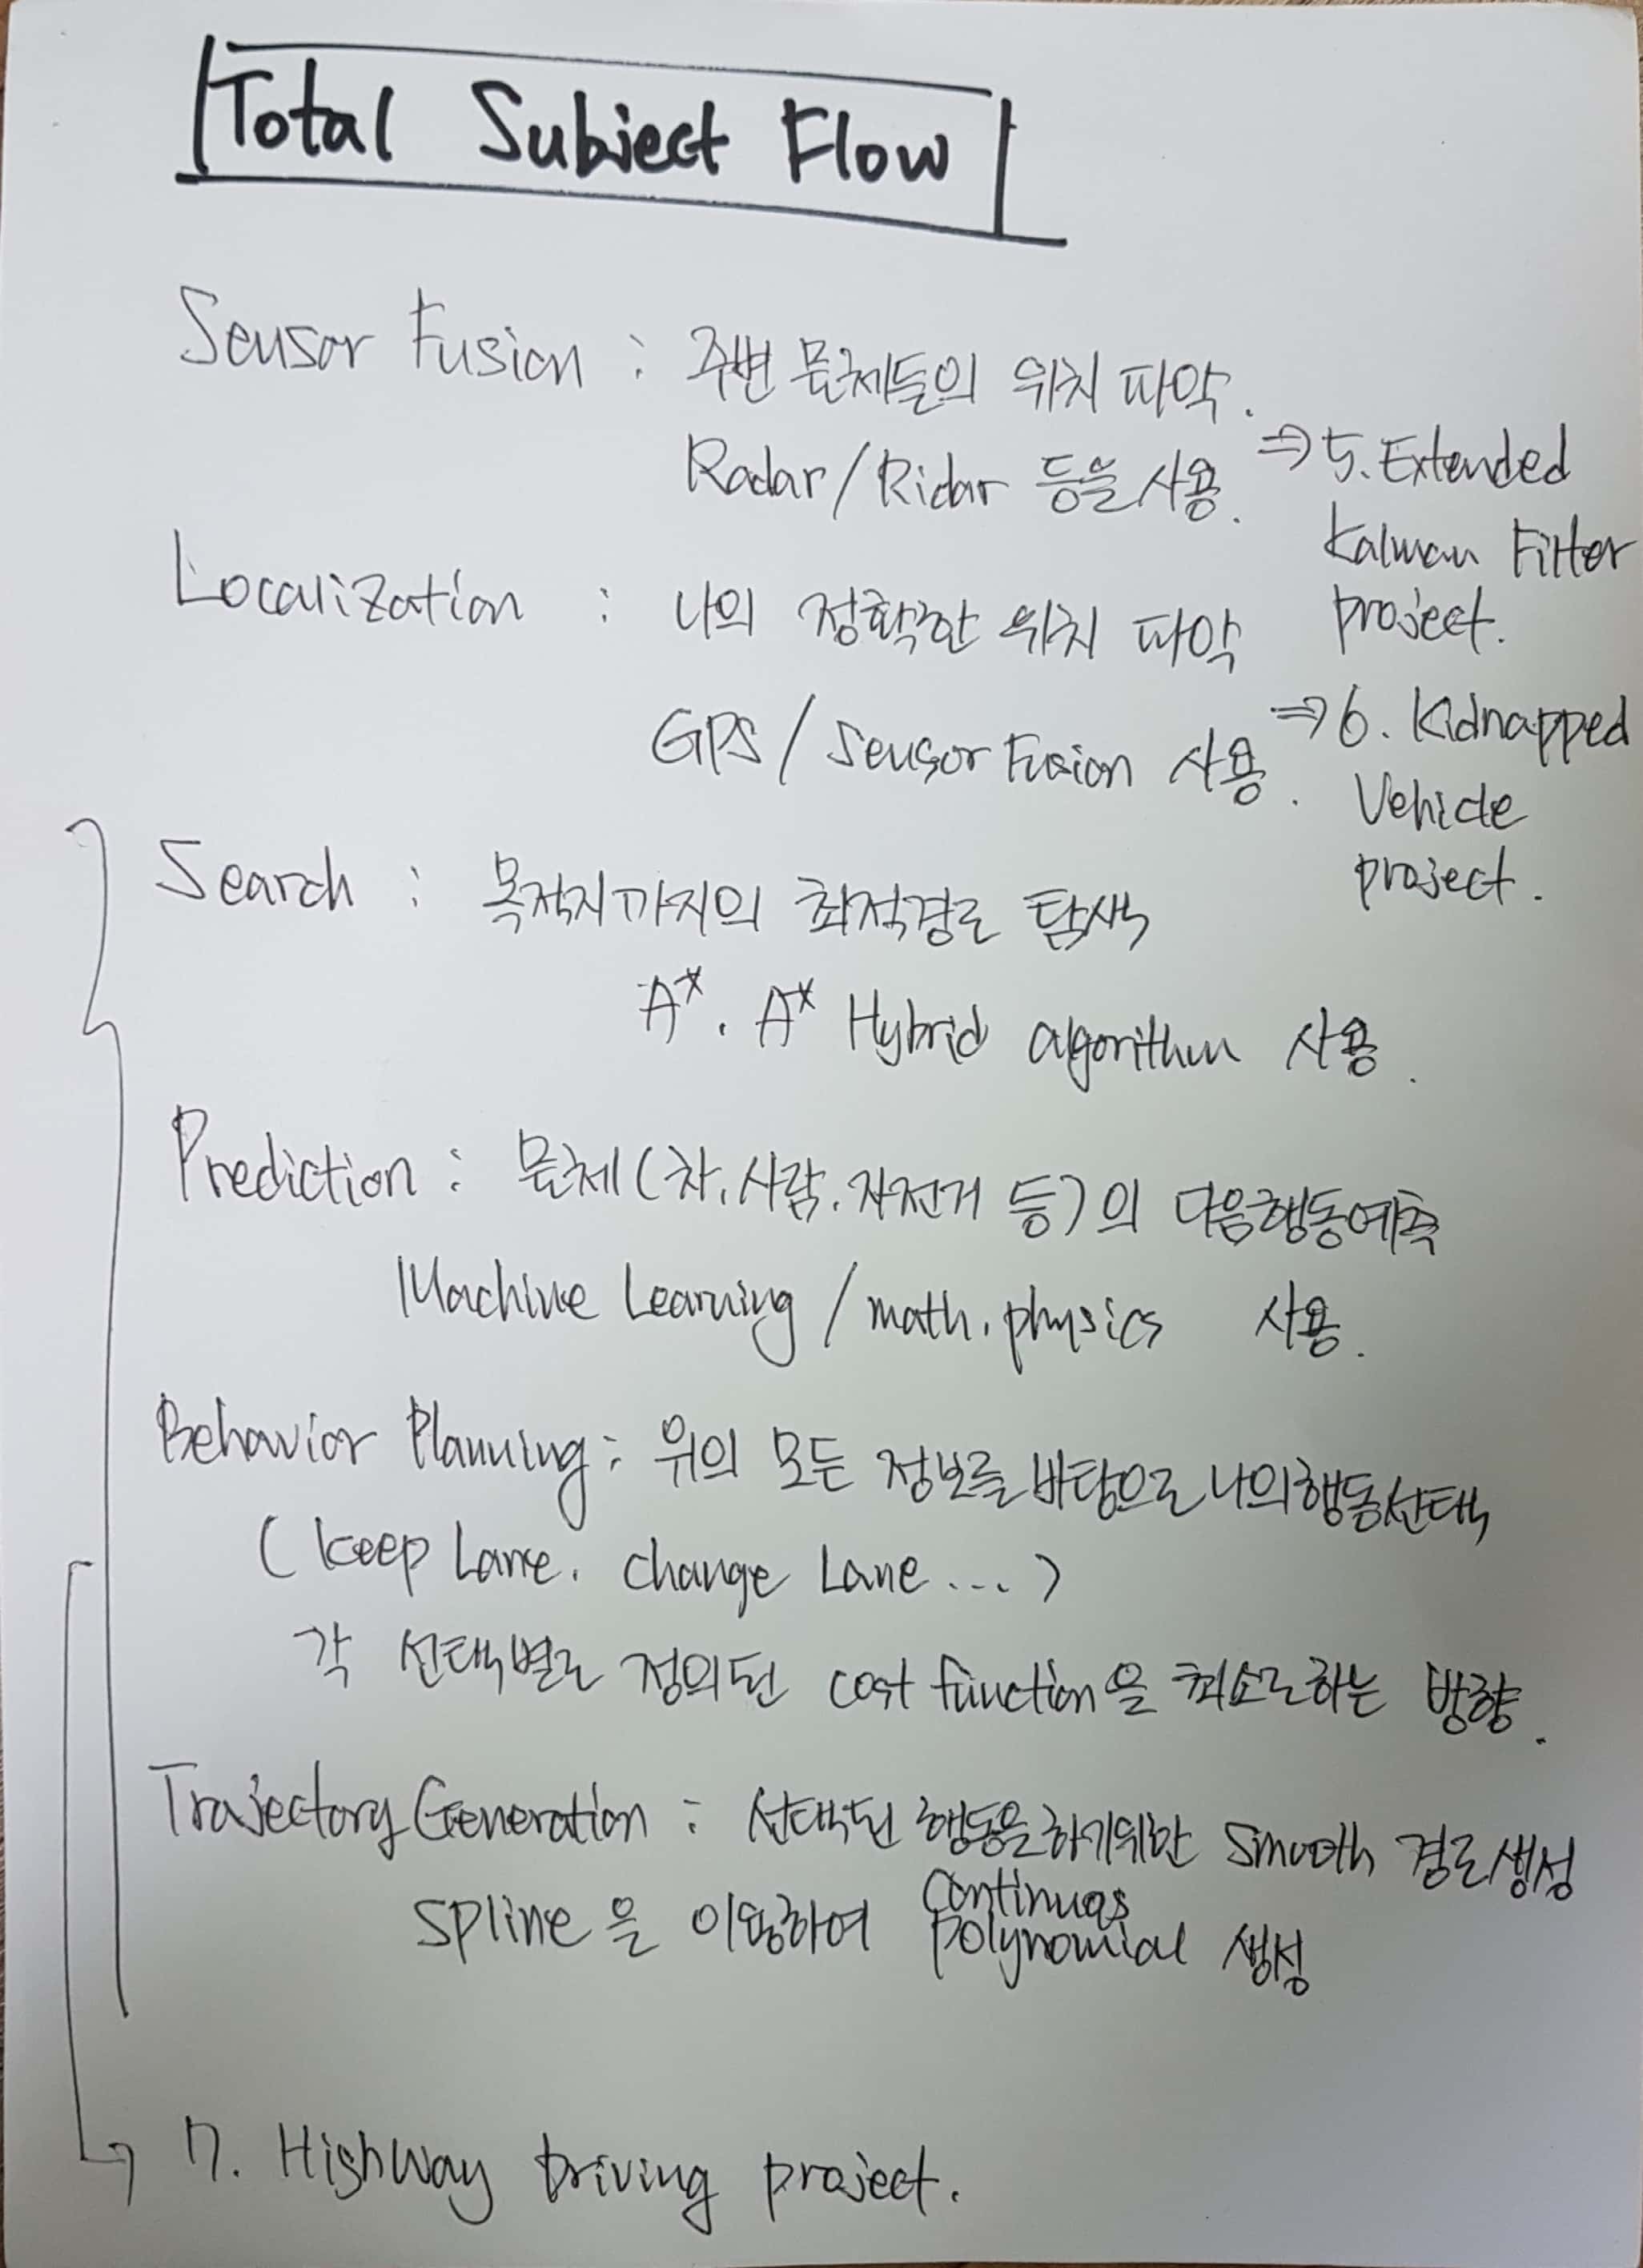 Total Subject Flow
Sensor Fusion : 주변 물체들의 위치 파악.
Radar/Ridar 등을 사용.
⇒ 5. Extended
Kalman Filter
project.
Localization : 나의 정확한 위치 파악
GPS / Sensor Fusion 사용.
⇒ 6. Kidnapped
Vehicle
project.
Search : 목적지까지의 최적경로 탐색
A*. A* Hybrid algorithm 사용.
Prediction : 물체(차, 사람, 자전거 등)의 다음행동예측
Machine Learning / math, physics 사용.
Behavior Planning : 위의 모든 정보를 바탕으로 나의행동선택
(keep Lane, change Lane ...)
각 선택별로 정의된 cost function을 최소로하는 방향.
Trajectory Generation : 선택된 행동을하기위한 smooth 경로생성
spline을 이용하여 continuos polynomial 생성
7. Highway Driving project.